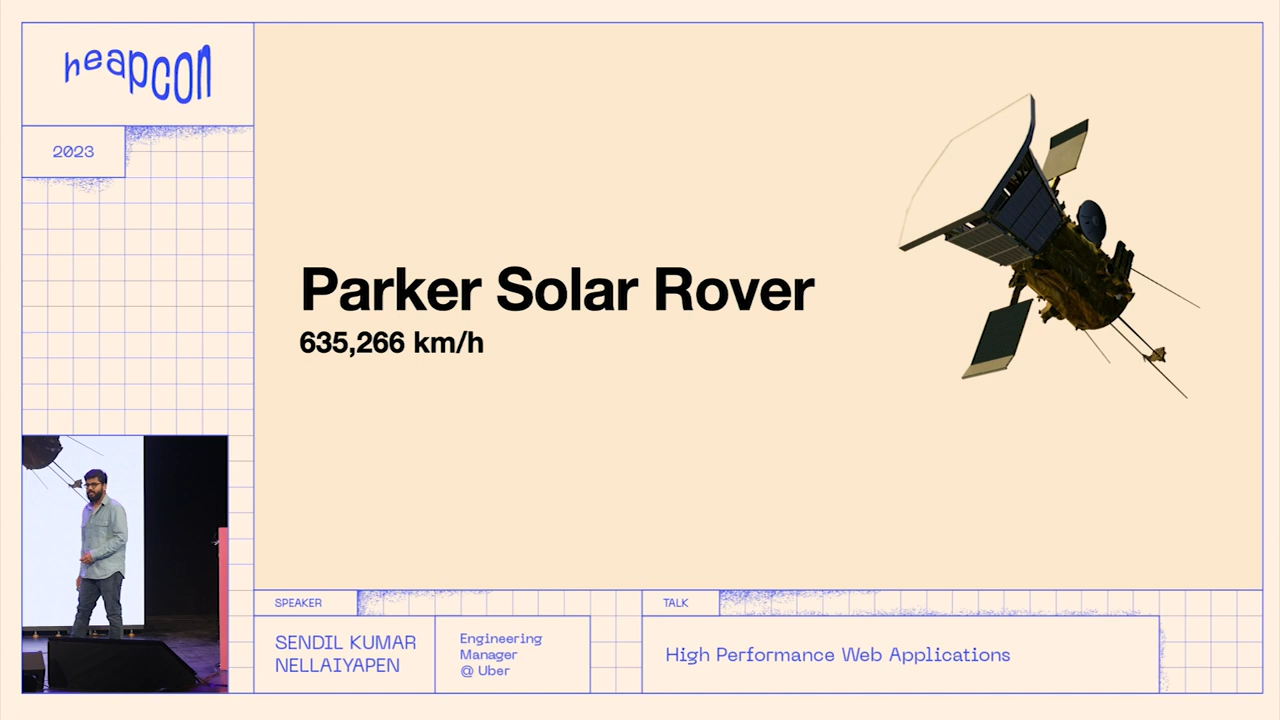 heapcon
2023
Parker Solar Rover
635,266 km/h
SPEAKER
SENDIL KUMAR
NELLAIYAPEN
Engineering
Manager
@ Uber
TALK
High Performance Web Applications